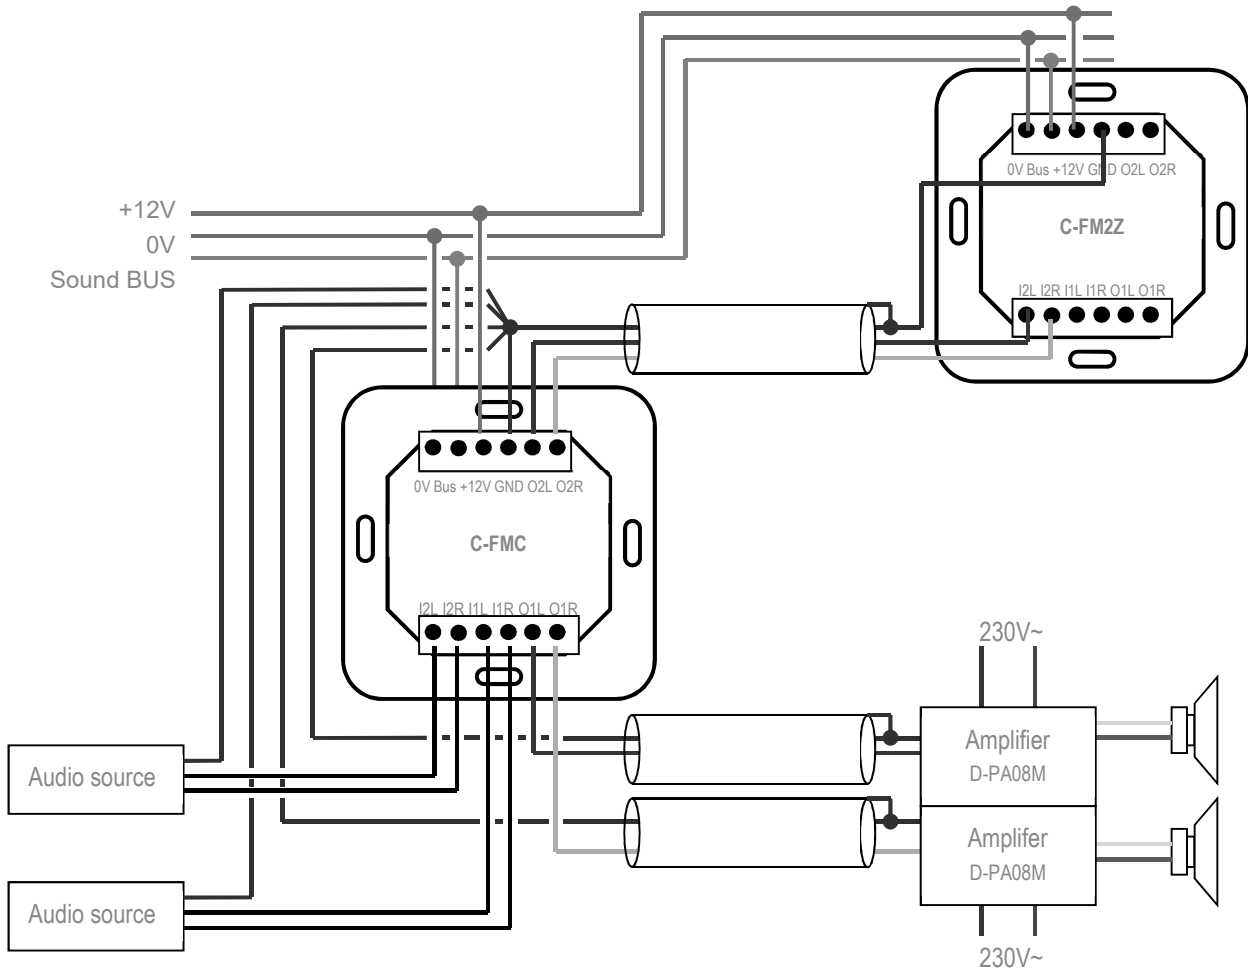 0V Bus +12V GND O2L O2R
C-FM2Z
I2L I2R I1L I1R O1L O1R
+12V
0V
Sound BUS
0V Bus +12V GND O2L O2R
C-FMC
I2L I2R I1L I1R O1L O1R
230V~
Amplifier
D-PA08M
Audio source
Amplifer
D-PA08M
Audio source
230V~